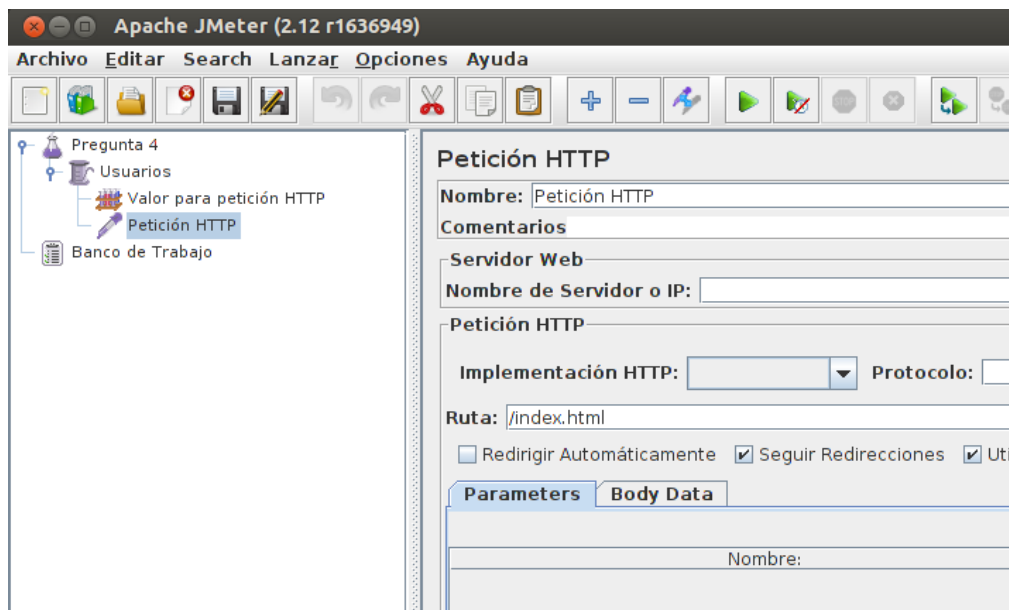 Apache JMeter (2.12 r1636949)
Archivo Editar Search Lanzar Opciones Ayuda
STOP
Pregunta 4
Usuarios
Valor para petición HTTP
Petición HTTP
Banco de Trabajo
Petición HTTP
Nombre: Petición HTTP
Comentarios
Servidor Web
Nombre de Servidor o IP:
Petición HTTP
Implementación HTTP: Protocolo:
Ruta: /index.html
Redirigir Automáticamente Seguir Redirecciones Uti
Parameters Body Data
Nombre: